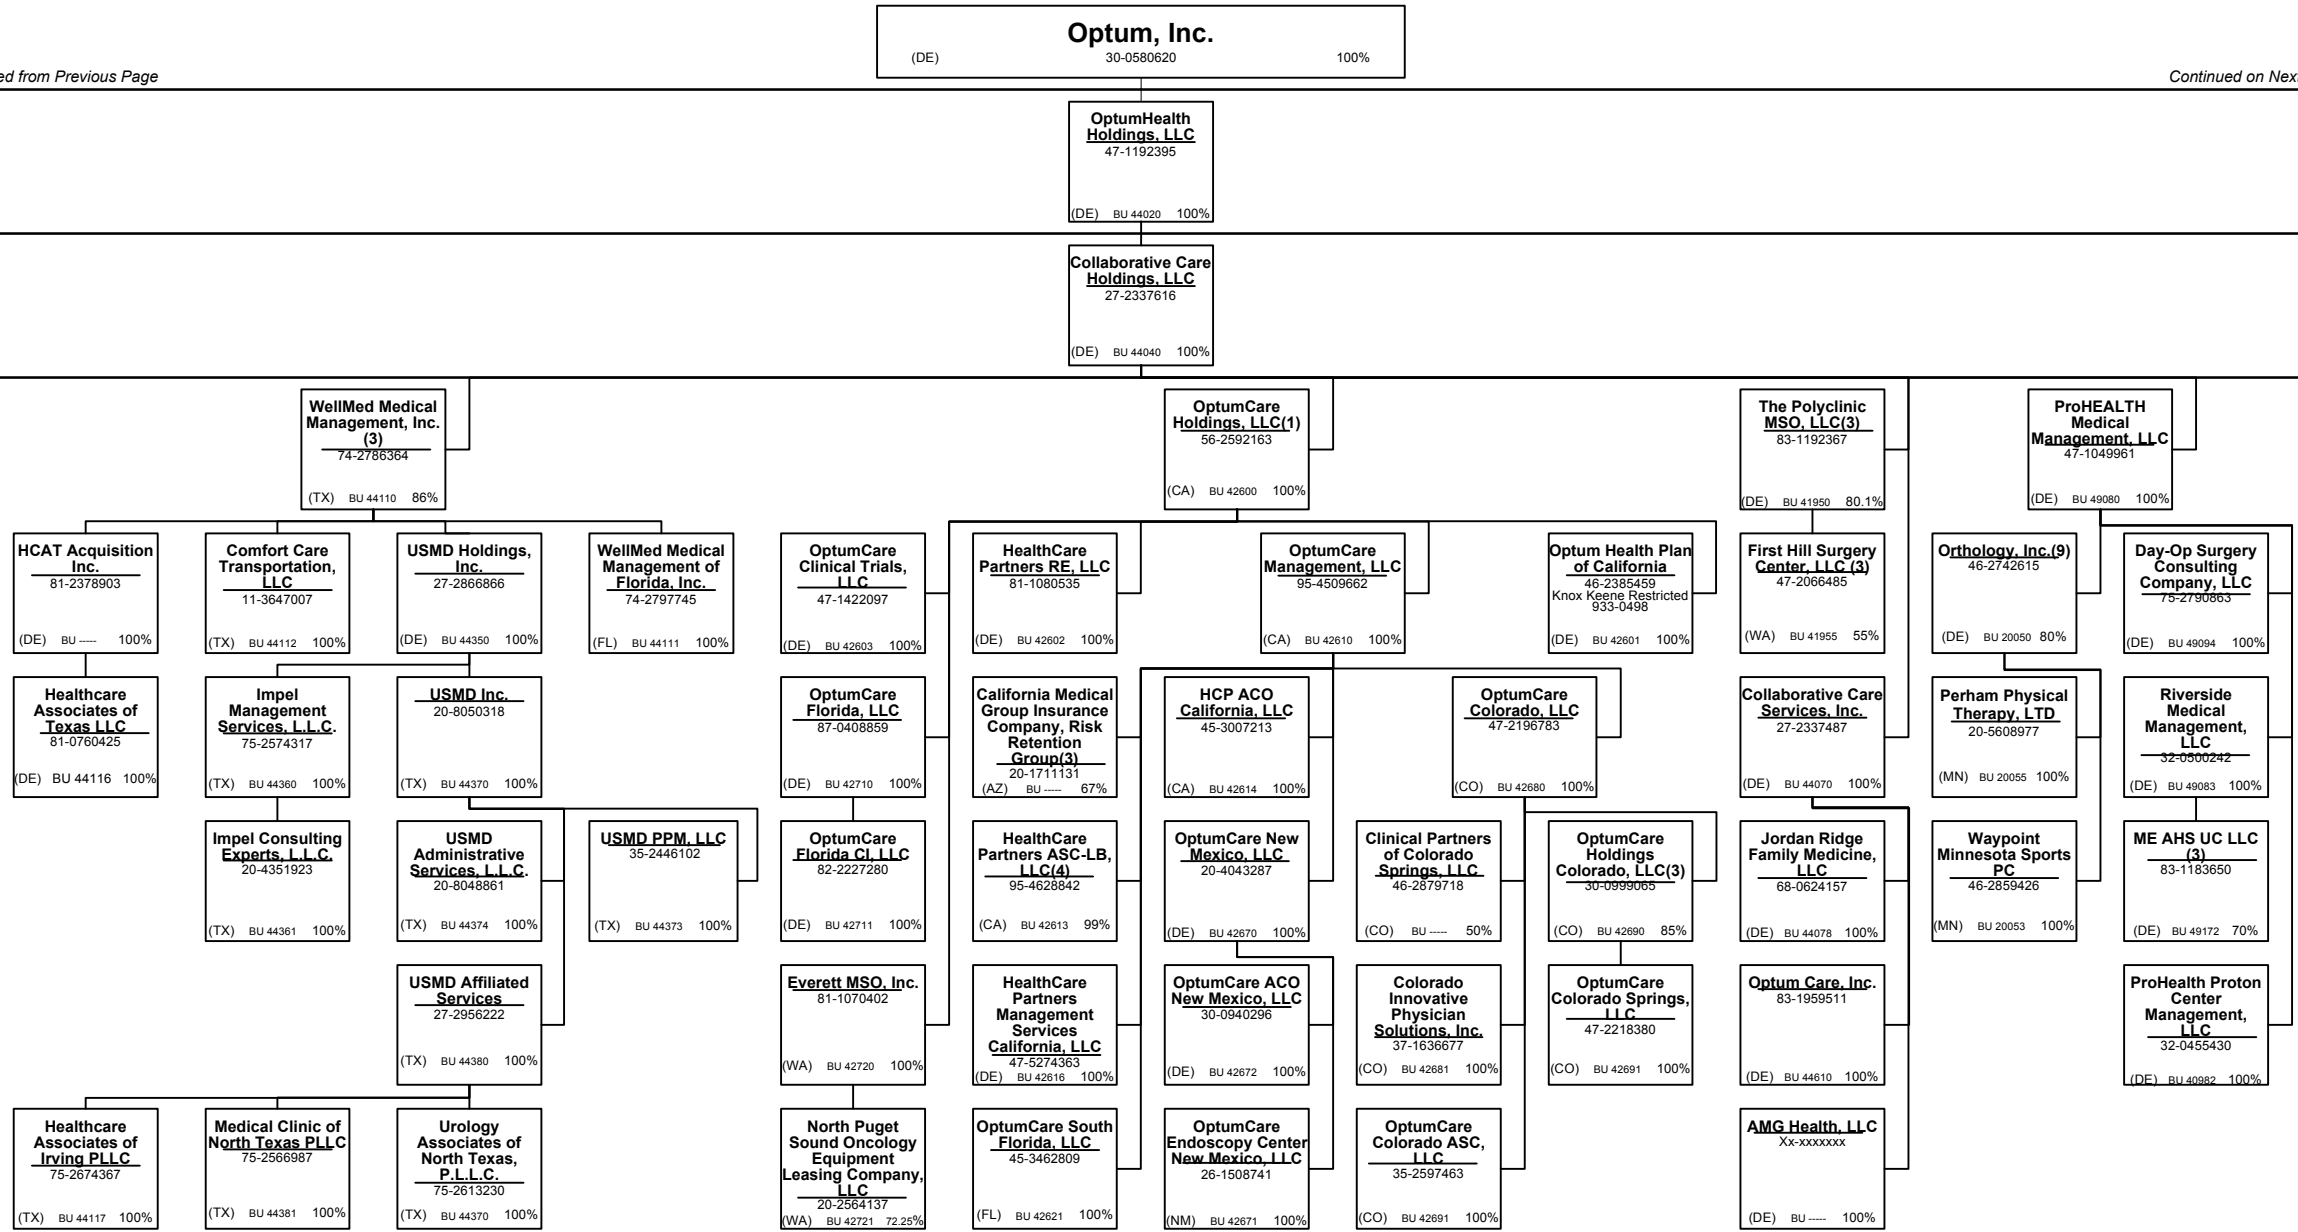 Optum, Inc.
(DE) 30-0580620 100%
ed from Previous Page
Continued on Next
OptumHealth
Holdings, LLC
47-1192395
(DE) BU 44020 100%
Collaborative Care
Holdings, LLC
27-2337616
(DE) BU 44040 100%
WellMed Medical
Management, Inc.
(3)
74-2786364
(TX) BU 44110 86%
OptumCare
Holdings, LLC(1)
56-2592163
(CA) BU 42600 100%
The Polyclinic
MSO, LLC(3)
83-1192367
(DE) BU 41950 80.1%
ProHEALTH
Medical
Management, LLC
47-1049961
(DE) BU 49080 100%
HCAT Acquisition
Inc.
81-2378903
(DE) BU ----- 100%
Comfort Care
Transportation,
LLC
11-3647007
(TX) BU 44112 100%
USMD Holdings,
Inc.
27-2866866
(DE) BU 44350 100%
WellMed Medical
Management of
Florida, Inc.
74-2797745
(FL) BU 44111 100%
OptumCare
Clinical Trials,
LLC
47-1422097
(DE) BU 42603 100%
HealthCare
Partners RE, LLC
81-1080535
(DE) BU 42602 100%
OptumCare
Management, LLC
95-4509662
(CA) BU 42610 100%
Optum Health Plan
of California
46-2385459
Knox Keene Restricted
933-0498
(DE) BU 42601 100%
First Hill Surgery
Center, LLC (3)
47-2066485
(WA) BU 41955 55%
Orthology, Inc.(9)
46-2742615
(DE) BU 20050 80%
Day-Op Surgery
Consulting
Company, LLC
75-2790863
(DE) BU 49094 100%
Healthcare
Associates of
Texas LLC
81-0760425
(DE) BU 44116 100%
Impel
Management
Services, L.L.C.
75-2574317
(TX) BU 44360 100%
USMD Inc.
20-8050318
(TX) BU 44370 100%
OptumCare
Florida, LLC
87-0408859
(DE) BU 42710 100%
California Medical
Group Insurance
Company, Risk
Retention
Group(3)
20-1711131
(AZ) BU ----- 67%
HCP ACO
California, LLC
45-3007213
(CA) BU 42614 100%
OptumCare
Colorado, LLC
47-2196783
(CO) BU 42680 100%
Collaborative Care
Services, Inc.
27-2337487
(DE) BU 44070 100%
Perham Physical
Therapy, LTD
20-5608977
(MN) BU 20055 100%
Riverside
Medical
Management,
LLC
32-0500242
(DE) BU 49083 100%
Impel Consulting
Experts, L.L.C.
20-4351923
(TX) BU 44361 100%
USMD
Administrative
Services, L.L.C.
20-8048861
(TX) BU 44374 100%
USMD PPM, LLC
35-2446102
(TX) BU 44373 100%
OptumCare
Florida CI, LLC
82-2227280
(DE) BU 42711 100%
HealthCare
Partners ASC-LB,
LLC(4)
95-4628842
(CA) BU 42613 99%
OptumCare New
Mexico, LLC
20-4043287
(DE) BU 42670 100%
Clinical Partners
of Colorado
Springs, LLC
46-2879718
(CO) BU ----- 50%
OptumCare
Holdings
Colorado, LLC(3)
30-0999065
(CO) BU 42690 85%
Jordan Ridge
Family Medicine,
LLC
68-0624157
(DE) BU 44078 100%
Waypoint
Minnesota Sports
PC
46-2859426
(MN) BU 20053 100%
ME AHS UC LLC
(3)
83-1183650
(DE) BU 49172 70%
USMD Affiliated
Services
27-2956222
(TX) BU 44380 100%
Everett MSO, Inc.
81-1070402
(WA) BU 42720 100%
HealthCare
Partners
Management
Services
California, LLC
47-5274363
(DE) BU 42616 100%
OptumCare ACO
New Mexico, LLC
30-0940296
(DE) BU 42672 100%
Colorado
Innovative
Physician
Solutions, Inc.
37-1636677
(CO) BU 42681 100%
OptumCare
Colorado Springs,
LLC
47-2218380
(CO) BU 42691 100%
Optum Care, Inc.
83-1959511
(DE) BU 44610 100%
ProHealth Proton
Center
Management,
LLC
32-0455430
(DE) BU 40982 100%
Healthcare
Associates of
Irving PLLC
75-2674367
(TX) BU 44117 100%
Medical Clinic of
North Texas PLLC
75-2566987
(TX) BU 44381 100%
Urology
Associates of
North Texas,
P.L.L.C.
75-2613230
(TX) BU 44370 100%
North Puget
Sound Oncology
Equipment
Leasing Company,
LLC
20-2564137
(WA) BU 42721 72.25%
OptumCare South
Florida, LLC
45-3462809
(FL) BU 42621 100%
OptumCare
Endoscopy Center
New Mexico, LLC
26-1508741
(NM) BU 42671 100%
OptumCare
Colorado ASC,
LLC
35-2597463
(CO) BU 42691 100%
AMG Health, LLC
Xx-xxxxxxx
(DE) BU ----- 100%